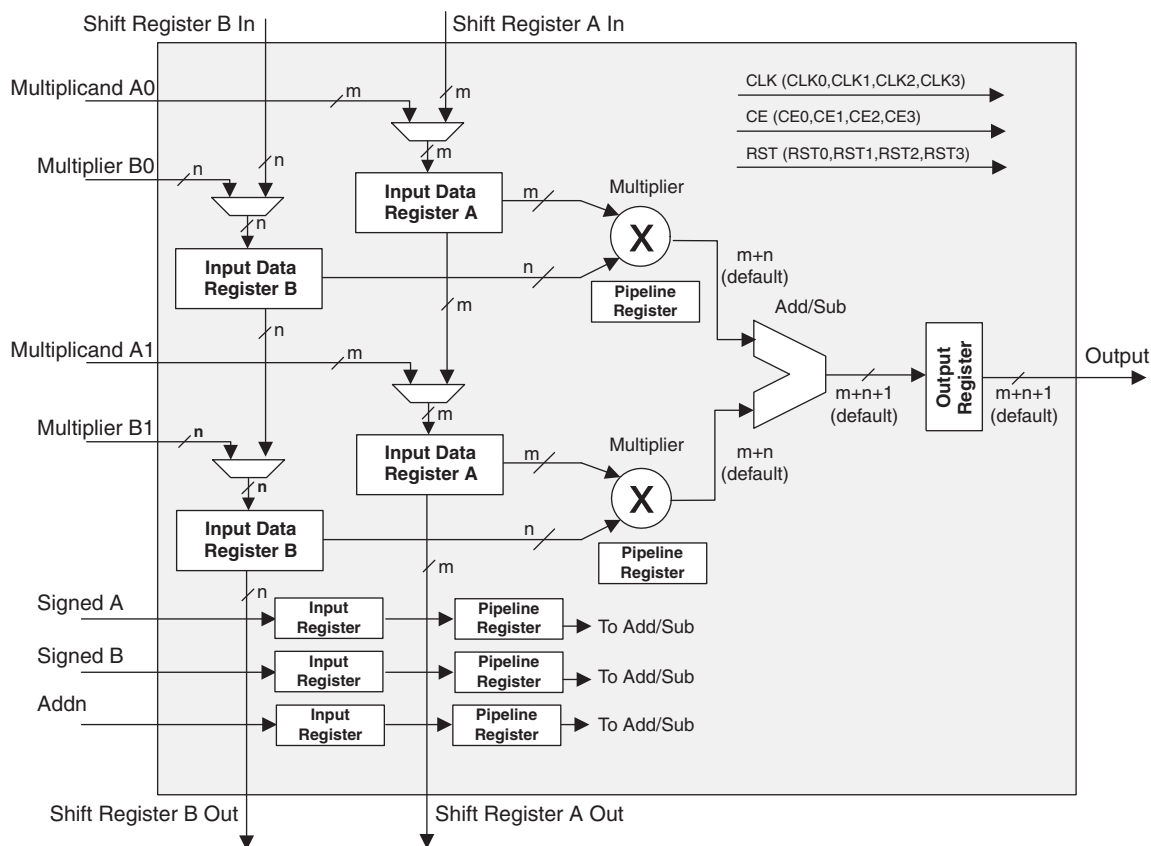 Shift Register B In
Shift Register A In
Multiplicand A0
m
m
CLK (CLK0,CLK1,CLK2,CLK3)
CE (CE0,CE1,CE2,CE3)
RST (RST0,RST1,RST2,RST3)
Multiplier B0
n
n
m
Input Data
Register A
m
Multiplier
X
n
Input Data
Register B
n
m+n
(default)
Pipeline
Register
m
n
Add/Sub
Multiplicand A1
m
Output
Register
Output
m+n+1
(default)
m+n+1
(default)
m
Multiplier B1
n
Input Data
Register A
m
Multiplier
X
m+n
(default)
n
Input Data
Register B
n
Pipeline
Register
m
n
Signed A
Input
Register
Pipeline
Register
To Add/Sub
Signed B
Input
Register
Pipeline
Register
To Add/Sub
Addn
Input
Register
Pipeline
Register
To Add/Sub
Shift Register B Out
Shift Register A Out